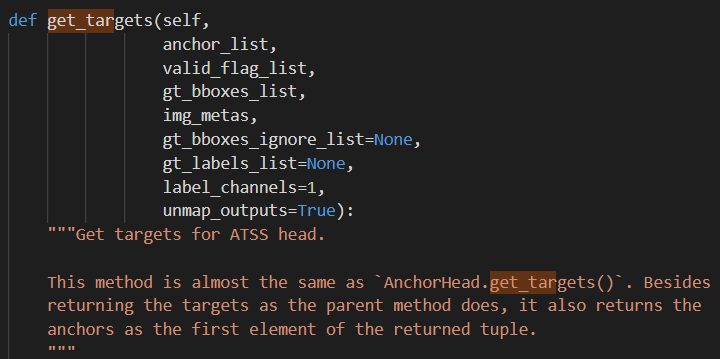 def get_targets(self,
                anchor_list,
                valid_flag_list,
                gt_bboxes_list,
                img_metas,
                gt_bboxes_ignore_list=None,
                gt_labels_list=None,
                label_channels=1,
                unmap_outputs=True):
    """Get targets for ATSS head.

    This method is almost the same as `AnchorHead.get_targets()`. Besides
    returning the targets as the parent method does, it also returns the
    anchors as the first element of the returned tuple.
    """